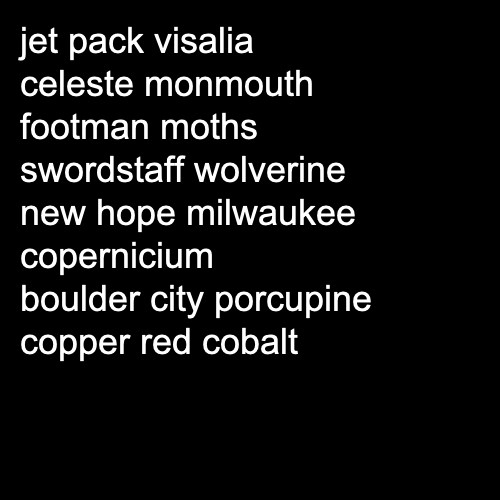 jet pack visalia
celeste monmouth
footman moths
swordstaff wolverine
new hope milwaukee
copernicium
boulder city porcupine
copper red cobalt